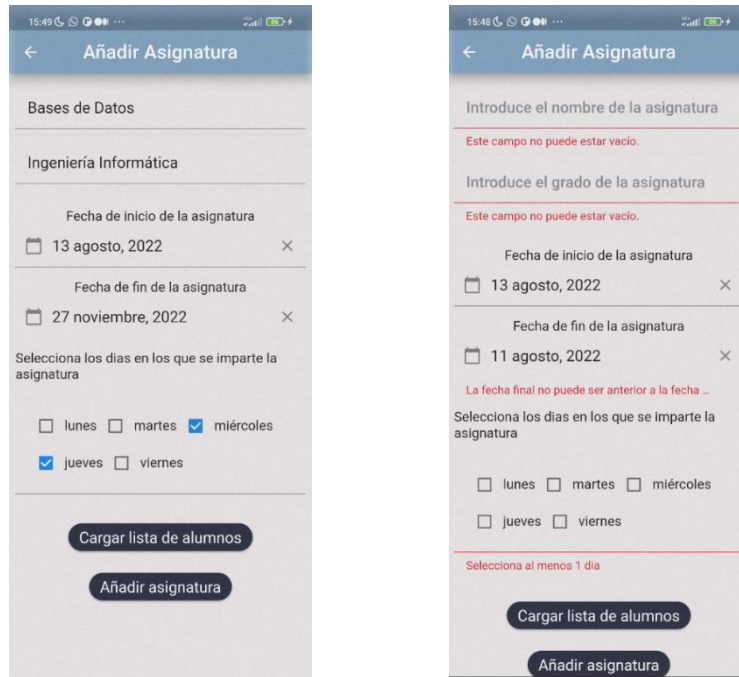 15:49
96
Añadir Asignatura
Bases de Datos
Ingeniería Informática
Fecha de inicio de la asignatura
13 agosto, 2022
Fecha de fin de la asignatura
27 noviembre, 2022
Selecciona los dias en los que se imparte la
asignatura
lunes martes miércoles
jueves viernes
Cargar lista de alumnos
Añadir asignatura
15:48
96
Añadir Asignatura
Introduce el nombre de la asignatura
Este campo no puede estar vacío.
Introduce el grado de la asignatura
Este campo no puede estar vacío.
Fecha de inicio de la asignatura
13 agosto, 2022
Fecha de fin de la asignatura
11 agosto, 2022
La fecha final no puede ser anterior a la fecha ...
Selecciona los dias en los que se imparte la
asignatura
lunes martes miércoles
jueves viernes
Selecciona al menos 1 dia
Cargar lista de alumnos
Añadir asignatura